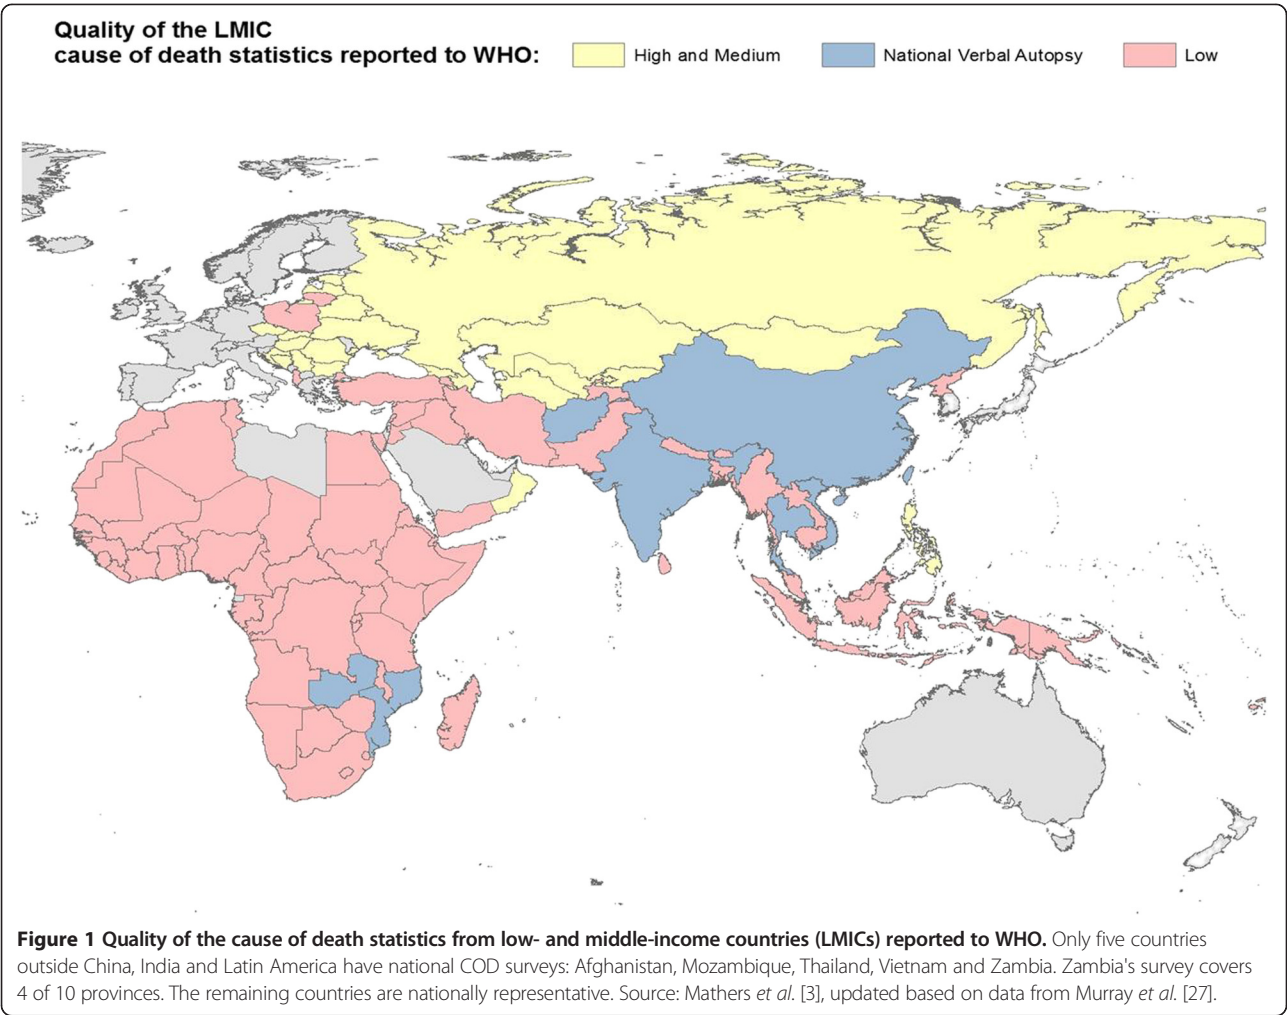 Quality of the LMIC
cause of death statistics reported to WHO:
High and Medium
National Verbal Autopsy
Low
Figure 1 Quality of the cause of death statistics from low- and middle-income countries (LMICs) reported to WHO. Only five countries
outside China, India and Latin America have national COD surveys: Afghanistan, Mozambique, Thailand, Vietnam and Zambia. Zambia's survey covers
4 of 10 provinces. The remaining countries are nationally representative. Source: Mathers et al. [3], updated based on data from Murray et al. [27].